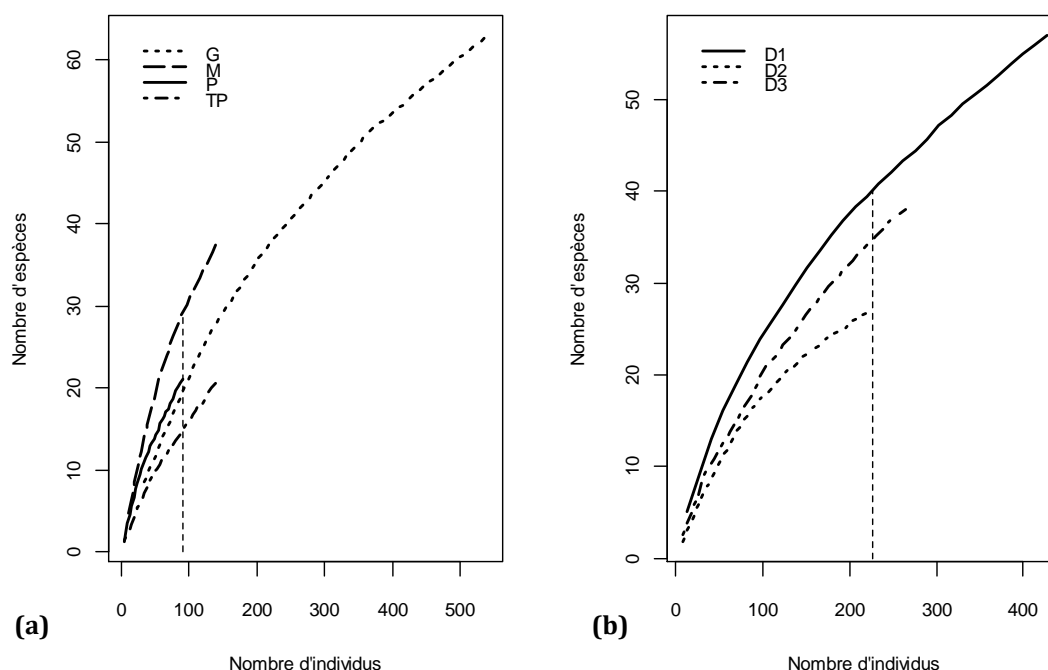 G
M
P
TP
Nombre d'espèces
60
50
40
30
20
10
0
0 100 200 300 400 500
Nombre d'individus
(a)
D1
D2
D3
Nombre d'espèces
50
40
30
20
10
0
0 100 200 300 400
Nombre d'individus
(b)